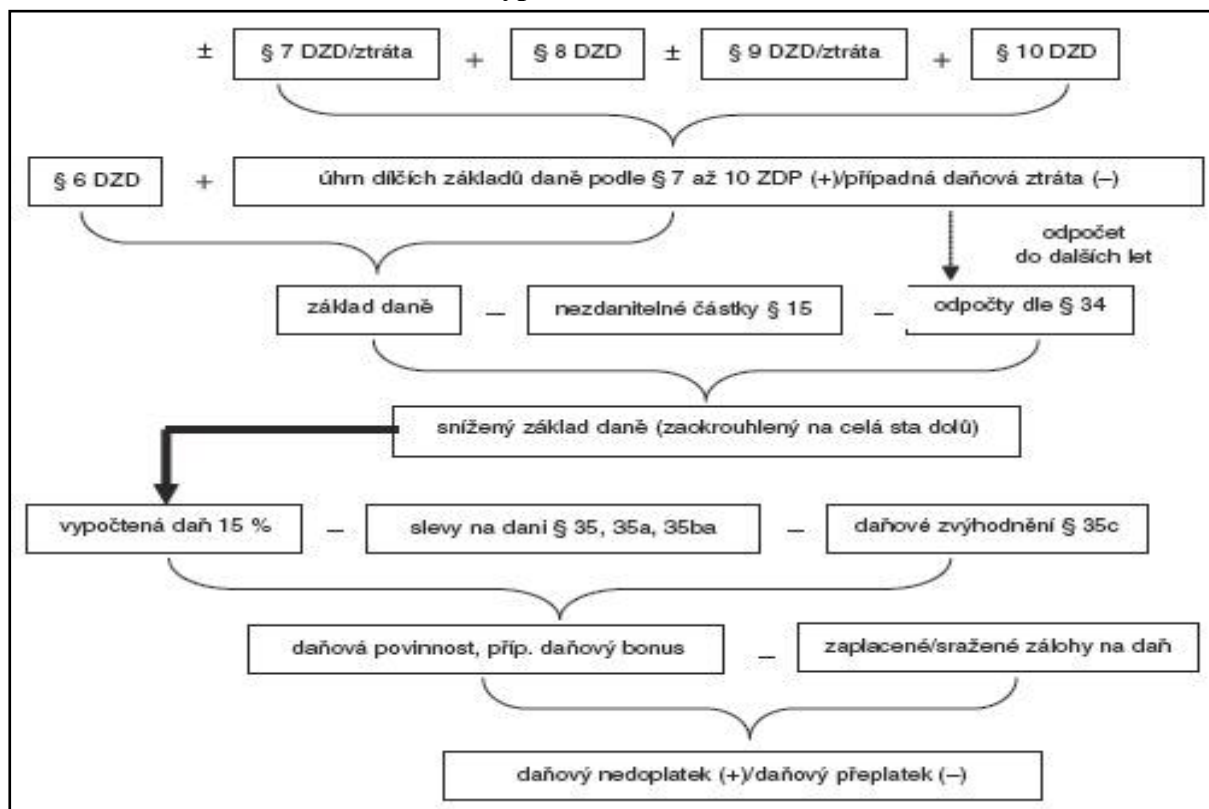 ± § 7 DZD/ztráta + § 8 DZD ± § 9 DZD/ztráta + § 10 DZD
§ 6 DZD + úhrn dílčích základů daně podle § 7 až 10 ZDP (+)/případná daňová ztráta (–)
odpočet
do dalších let
základ daně – nezdanitelné částky § 15 – odpočty dle § 34
snížený základ daně (zaokrouhlený na celá sta dolů)
vypočtená daň 15 % – slevy na dani § 35, 35a, 35ba – daňové zvýhodnění § 35c
daňová povinnost, příp. daňový bonus – zaplacené/sražené zálohy na daň
daňový nedoplatek (+)/daňový přeplatek (–)